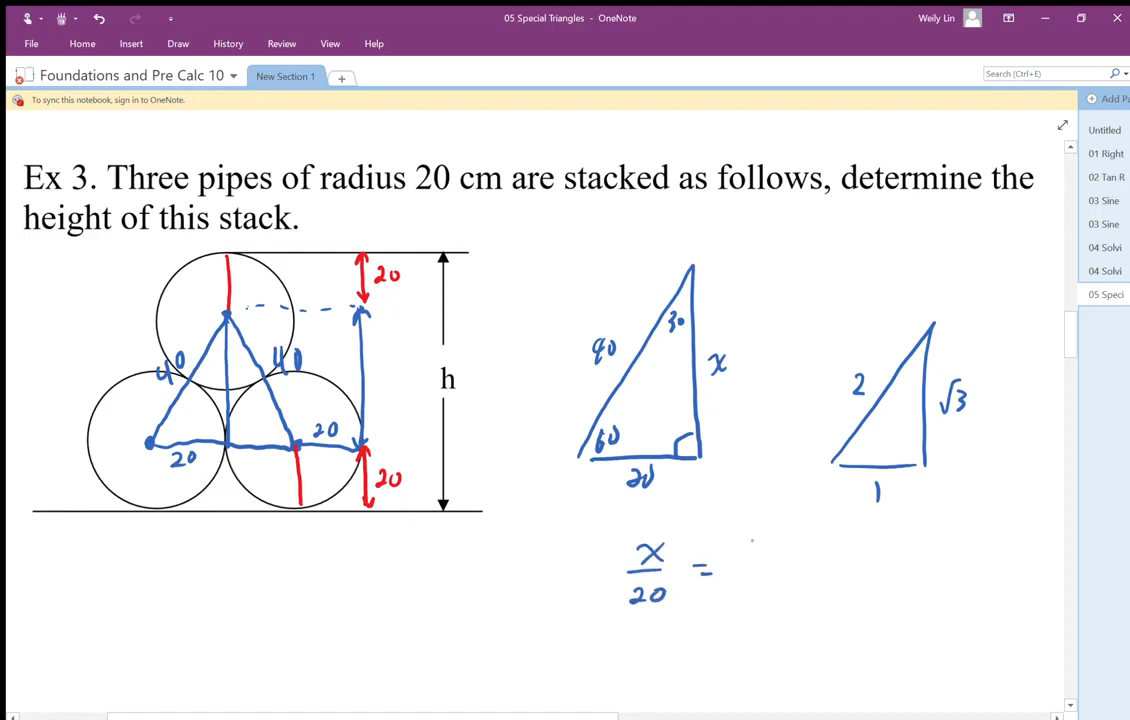 05 Special Triangles - OneNote
Weily Lin
File Home Insert Draw History Review View Help
Foundations and Pre Calc 10
New Section 1
+
Search (Ctrl+E)
To sync this notebook, sign in to OneNote.
Add Pa
Untitled
01 Right
02 Tan R
03 Sine
03 Sine
04 Solvi
04 Solvi
05 Speci
Ex 3. Three pipes of radius 20 cm are stacked as follows, determine the
height of this stack.
20
40 40
h
20
20
20
30
40
x
60
20
2
√3
1
x
20
=